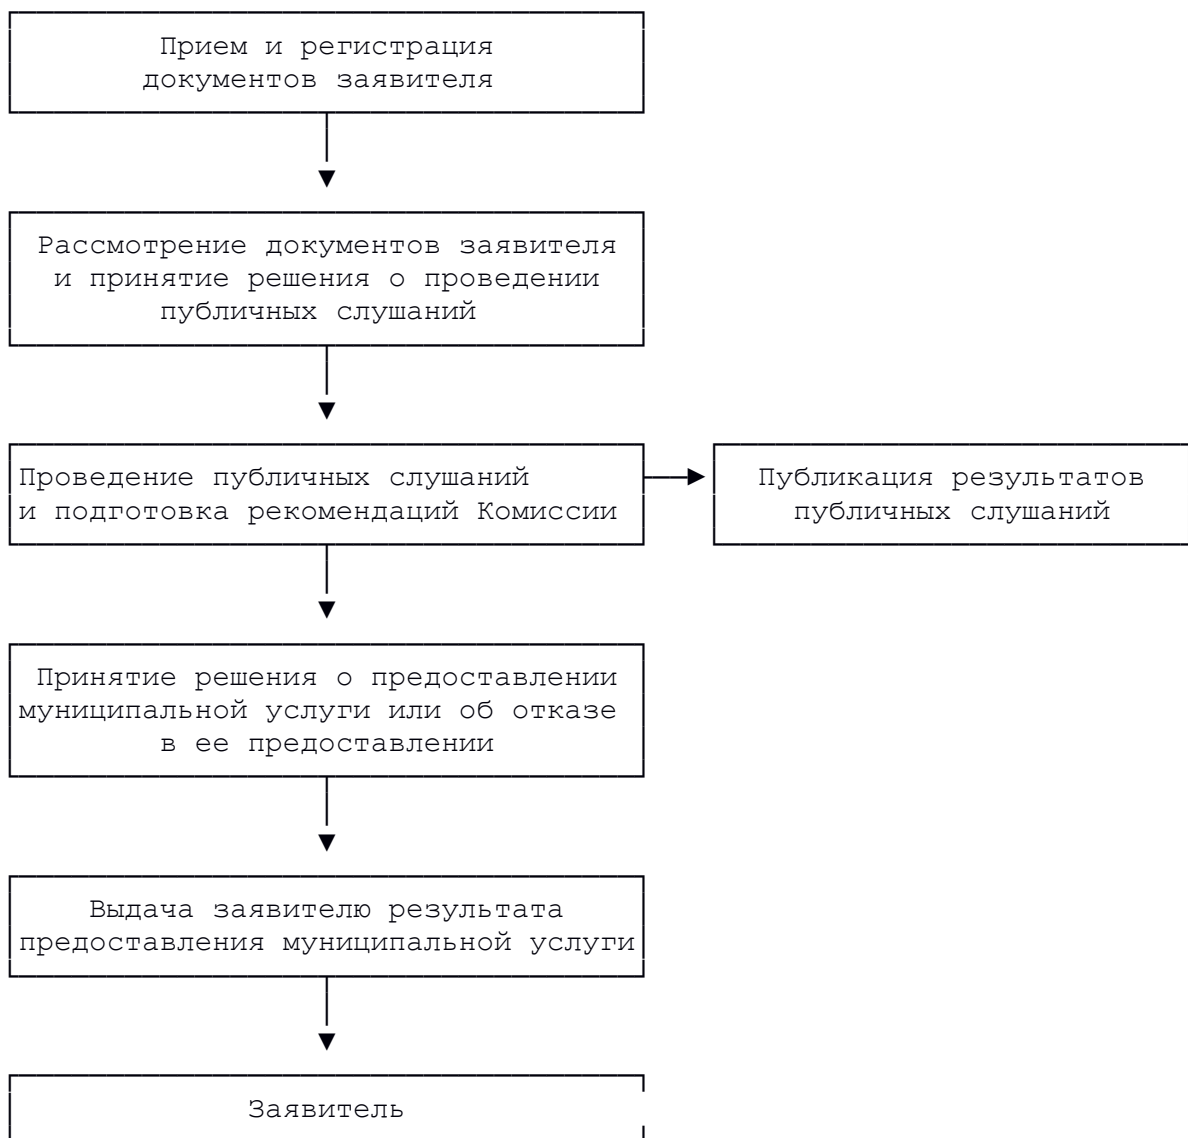 Прием и регистрация
документов заявителя
Рассмотрение документов заявителя
и принятие решения о проведении
публичных слушаний
Проведение публичных слушаний
и подготовка рекомендаций Комиссии
Публикация результатов
публичных слушаний
Принятие решения о предоставлении
муниципальной услуги или об отказе
в ее предоставлении
Выдача заявителю результата
предоставления муниципальной услуги
Заявитель